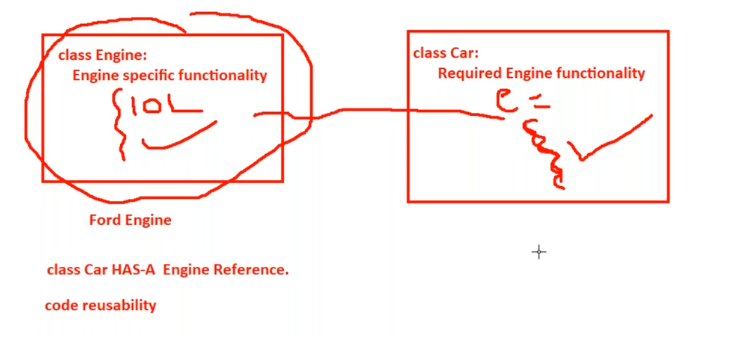 class Engine:
Engine specific functionality
10L
Ford Engine
class Car:
Required Engine functionality
e =
class Car HAS-A Engine Reference.
code reusability